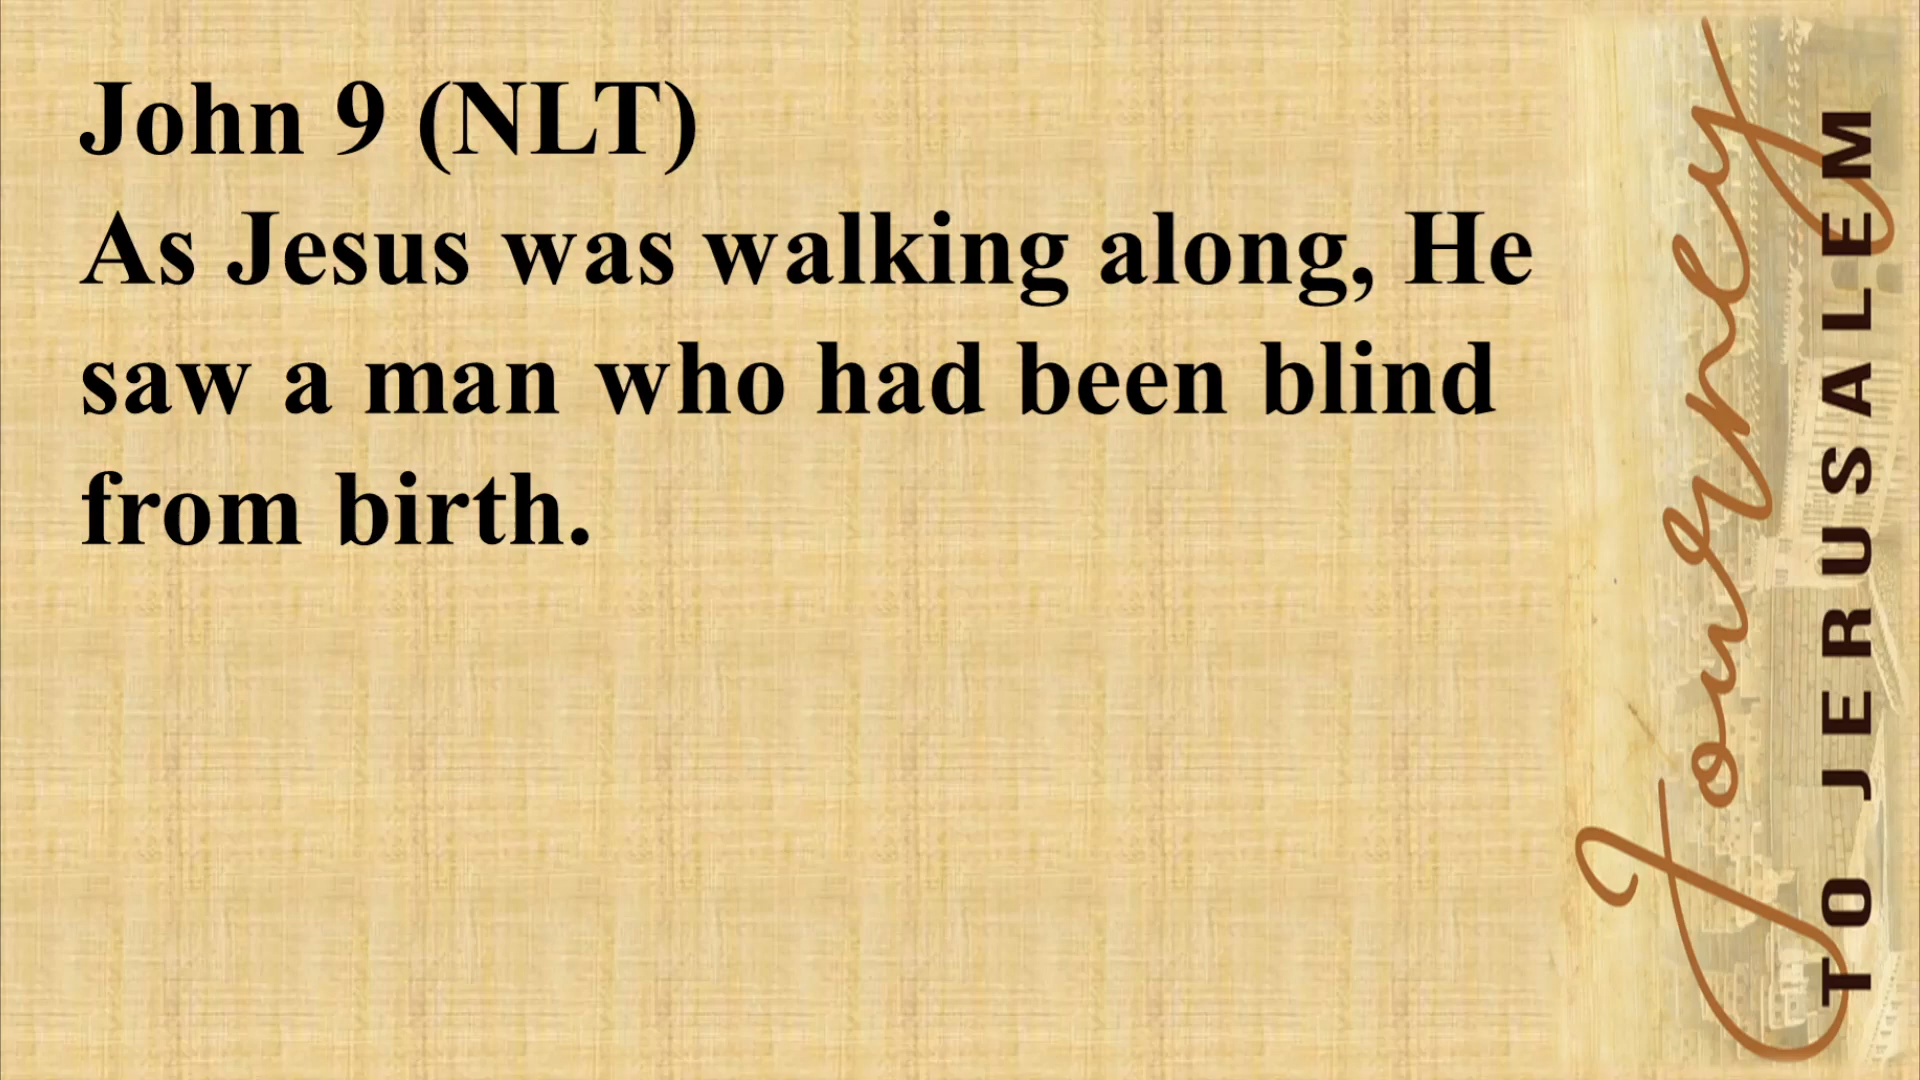 John 9 (NLT)
As Jesus was walking along, He
saw a man who had been blind
from birth.
Journey
TO JERUSALEM